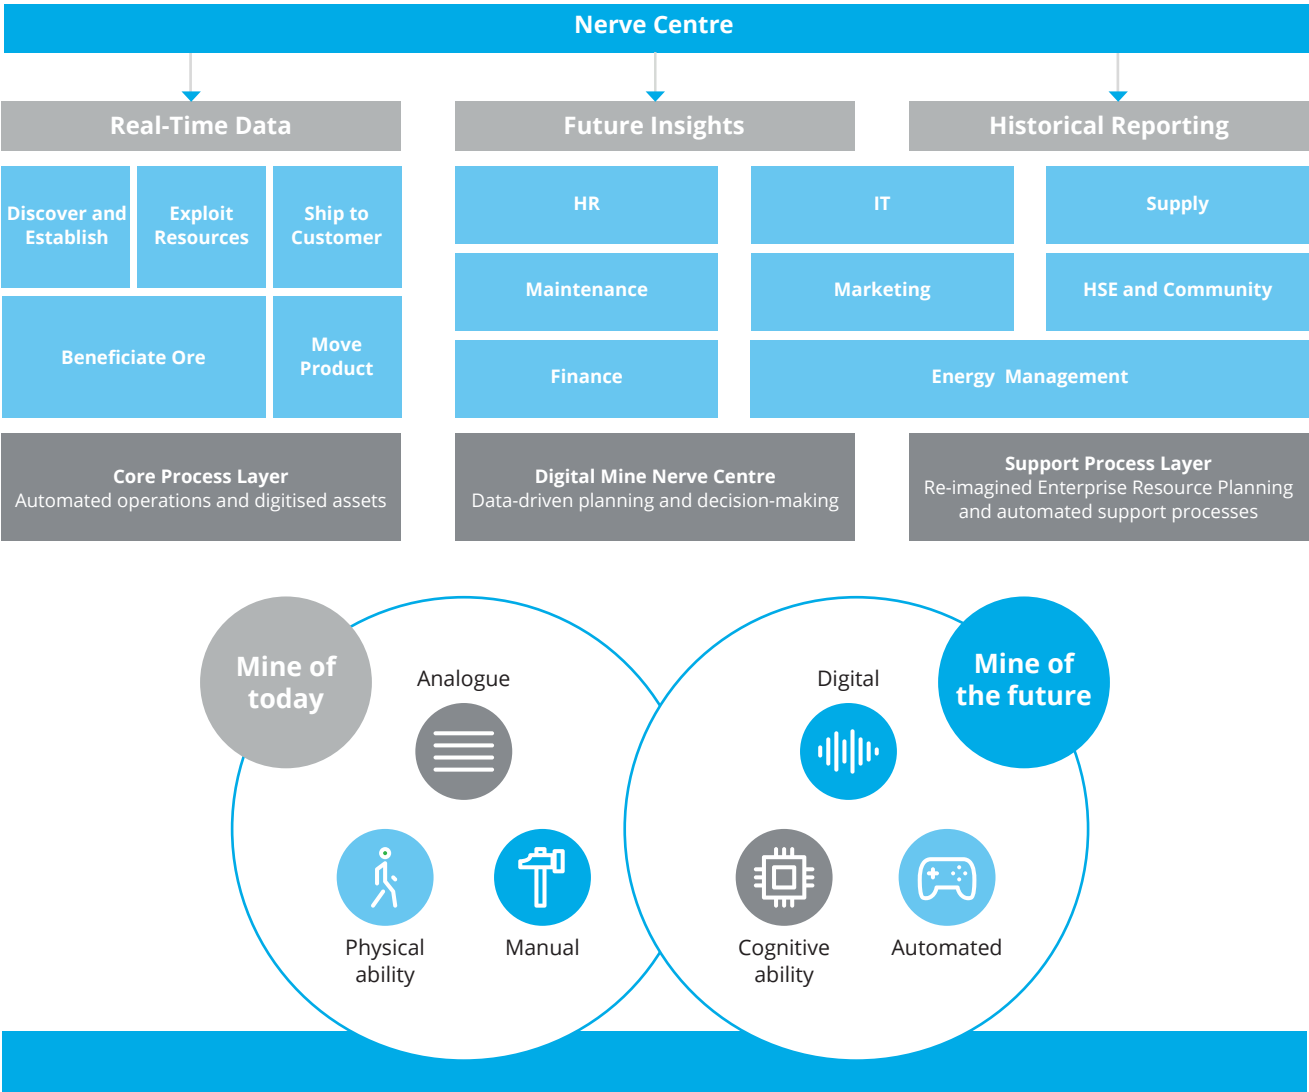 Nerve Centre
Real-Time Data
Future Insights
Historical Reporting
Discover and
Establish
Exploit
Resources
Ship to
Customer
Beneficiate Ore
Move
Product
HR
IT
Supply
Maintenance
Marketing
HSE and Community
Finance
Energy Management
Core Process Layer
Automated operations and digitised assets
Digital Mine Nerve Centre
Data-driven planning and decision-making
Support Process Layer
Re-imagined Enterprise Resource Planning
and automated support processes
Mine of
today
Analogue
Physical
ability
Manual
Mine of
the future
Digital
Cognitive
ability
Automated